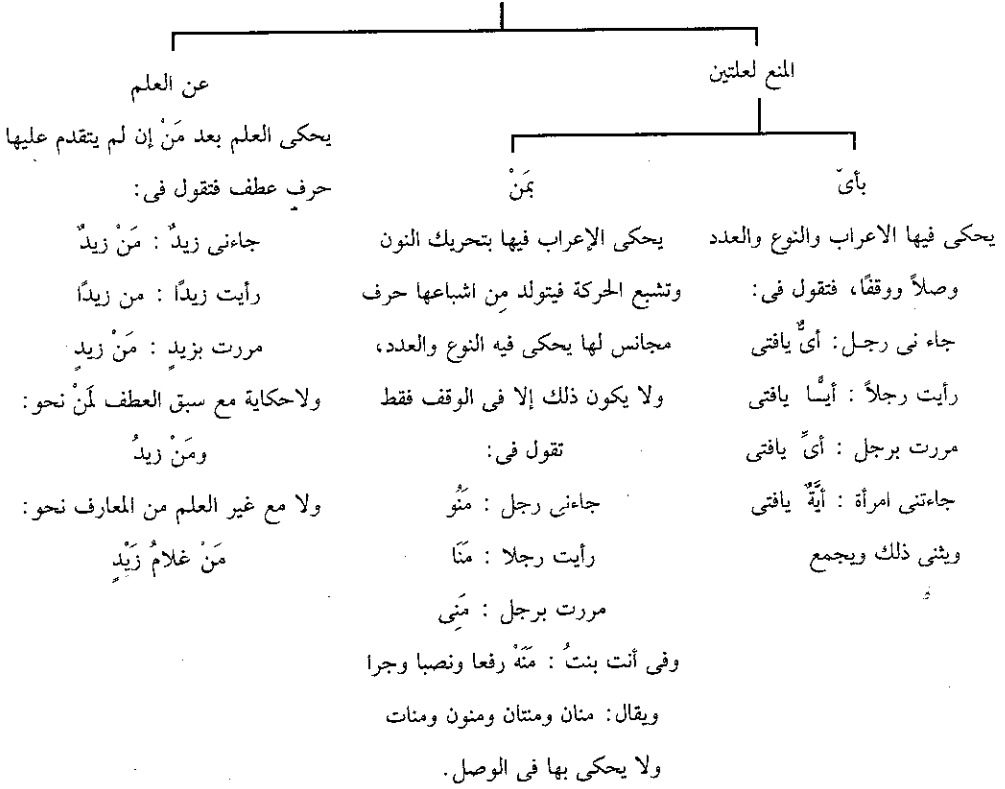 المنع لعلتين
بأىّ
يحكى فيها الاعراب والنوع والعدد
وصلاً ووقفًا، فتقول فى:
جاء نى رجل: أىٌّ يافتى
رأيت رجلاً : أيًّا يافتى
مررت برجل : أىٍّ يافتى
جاءتنى امرأة : أيَّةٌ يافتى
ويثنى ذلك ويجمع
بمَنْ
يحكى الإعراب فيها بتحريك النون
وتشبع الحركة فيتولد مِن اشباعها حرف
مجانس لها يحكى فيه النوع والعدد،
ولا يكون ذلك إلا فى الوقف فقط
تقول فى:
جاءنى رجل : مَنُو
رأيت رجلا : مَنَا
مررت برجل : مَنِى
وفى أنت بنتُ : مَنَهْ رفعا ونصبا وجرا
ويقال: منان ومنتان ومنون ومنات
ولا يحكى بها فى الوصل.
عن العلم
يحكى العلم بعد مَنْ إن لم يتقدم عليها
حرف عطف فتقول فى:
جاءنى زيدٌ : مَنْ زيدٌ
رأيت زيدًا : من زيدًا
مررت بزيدٍ : مَنْ زيدٍ
ولاحكاية مع سبق العطف لمَنْ نحو:
ومَنْ زيدُ
ولا مع غير العلم من المعارف نحو:
مَنْ غلامُ زَيْدٍ